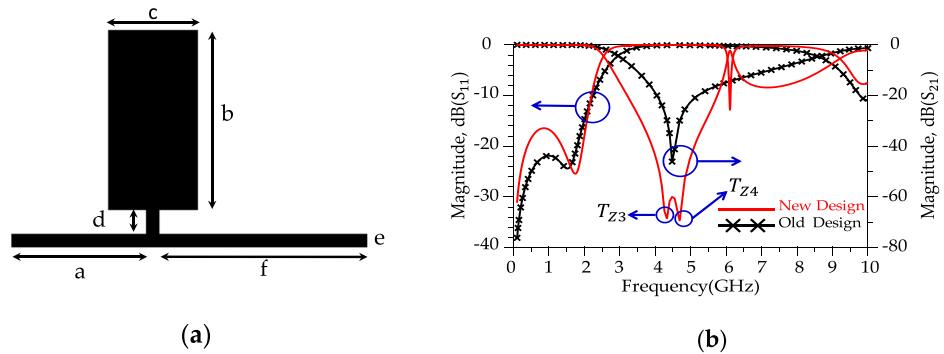 c
b
d
e
a
f
(a)
Magnitude, dB(S11)
0
-10
-20
-30
-40
0
-20
-40
-60
-80
Magnitude, dB(S21)
TZ3
TZ4
New Design
Old Design
0 1 2 3 4 5 6 7 8 9 10
Frequency(GHz)
(b)